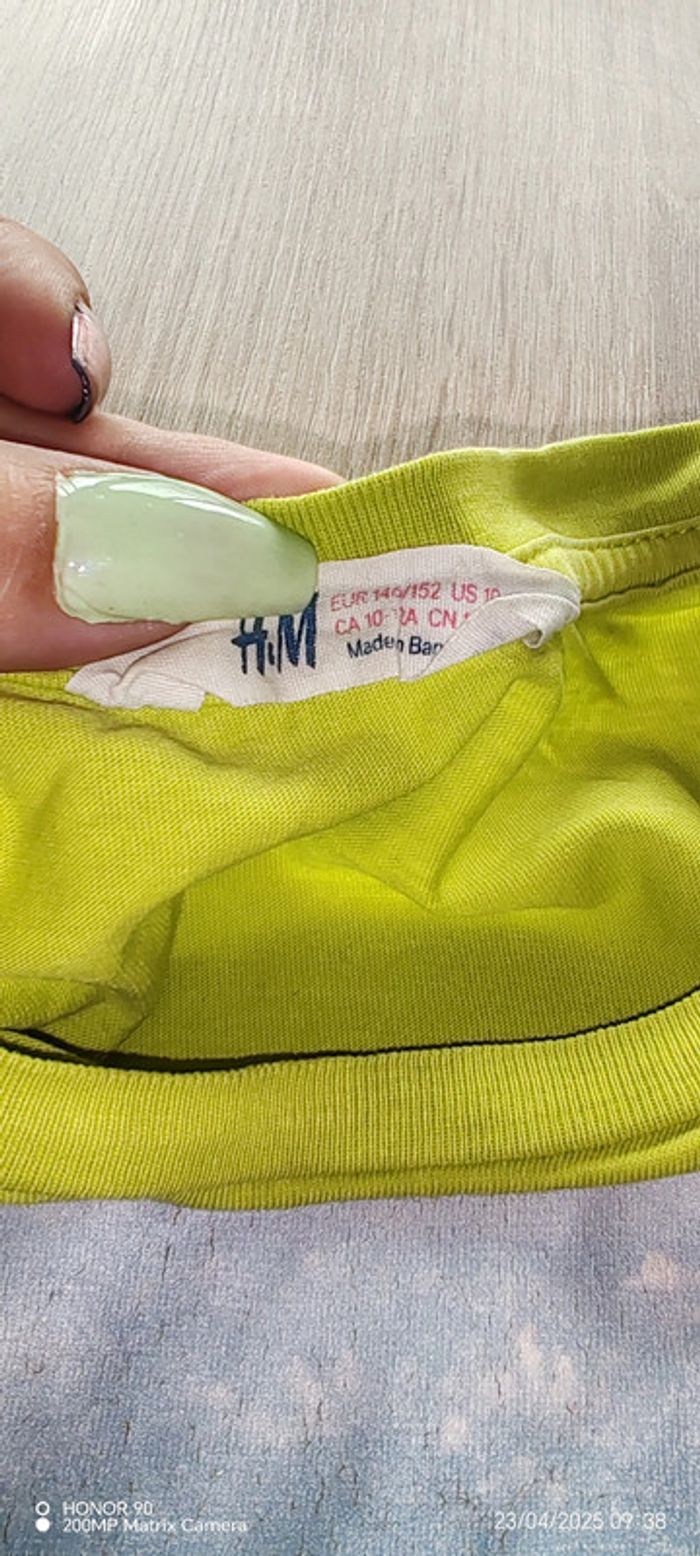 H&M
EUR 146/152 US 10
CA 10-12A CN
Made in Ban
HONOR 90
200MP Matrix Camera
23/04/2025 09:38